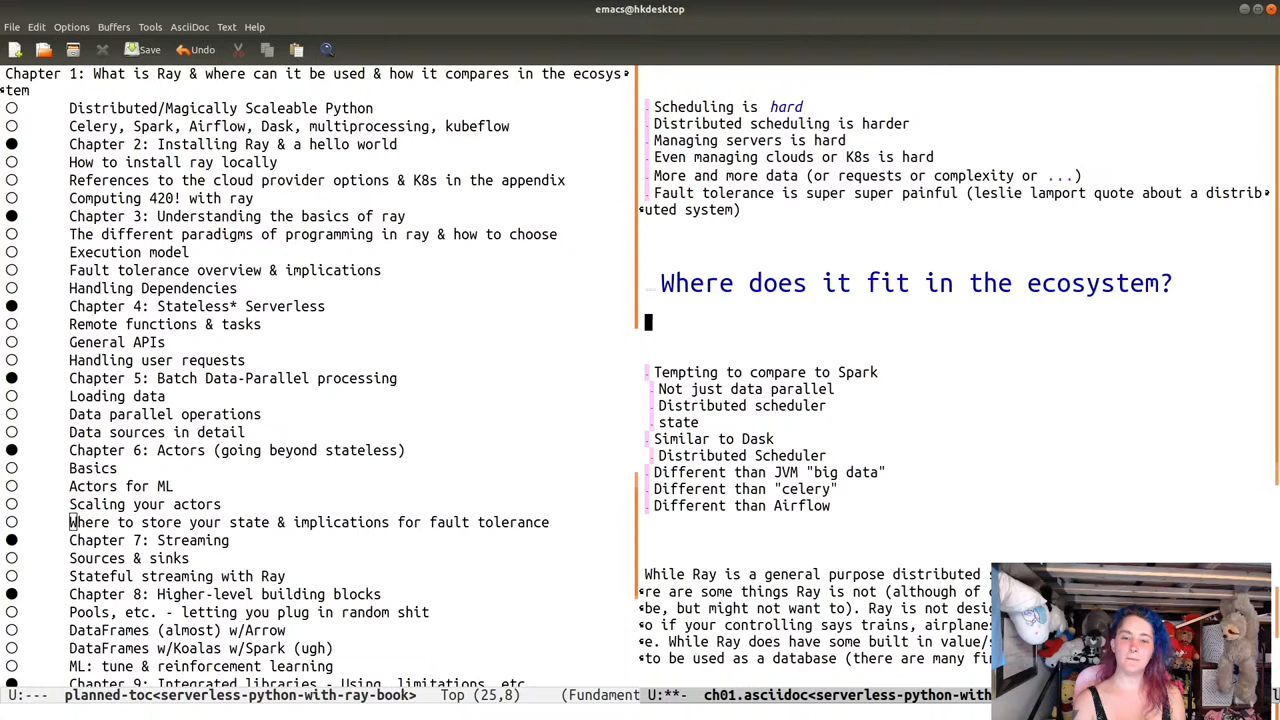 emacs@hkdesktop
File Edit Options Buffers Tools AsciiDoc Text Help
Save Undo
Chapter 1: What is Ray & where can it be used & how it compares in the ecosys
tem
Distributed/Magically Scaleable Python
Celery, Spark, Airflow, Dask, multiprocessing, kubeflow
Chapter 2: Installing Ray & a hello world
How to install ray locally
References to the cloud provider options & K8s in the appendix
Computing 420! with ray
Chapter 3: Understanding the basics of ray
The different paradigms of programming in ray & how to choose
Execution model
Fault tolerance overview & implications
Handling Dependencies
Chapter 4: Stateless* Serverless
Remote functions & tasks
General APIs
Handling user requests
Chapter 5: Batch Data-Parallel processing
Loading data
Data parallel operations
Data sources in detail
Chapter 6: Actors (going beyond stateless)
Basics
Actors for ML
Scaling your actors
Where to store your state & implications for fault tolerance
Chapter 7: Streaming
Sources & sinks
Stateful streaming with Ray
Chapter 8: Higher-level building blocks
Pools, etc. - letting you plug in random shit
DataFrames (almost) w/Arrow
DataFrames w/Koalas w/Spark (ugh)
ML: tune & reinforcement learning
Chapter 9: Integrated libraries - Using, limitations, etc
U:--- planned-toc<serverless-python-with-ray-book> Top (25,8) (Fundament
Scheduling is hard
Distributed scheduling is harder
Managing servers is hard
Even managing clouds or K8s is hard
More and more data (or requests or complexity or ...)
Fault tolerance is super super painful (leslie lamport quote about a distrib
uted system)
Where does it fit in the ecosystem?
Tempting to compare to Spark
Not just data parallel
Distributed scheduler
state
Similar to Dask
Distributed Scheduler
Different than JVM "big data"
Different than "celery"
Different than Airflow
While Ray is a general purpose distributed
re are some things Ray is not (although of
be, but might not want to). Ray is not desig
o if your controlling says trains, airplane
e. While Ray does have some built in value/
to be used as a database (there are many fi
U:**- ch01.asciidoc<serverless-python-with